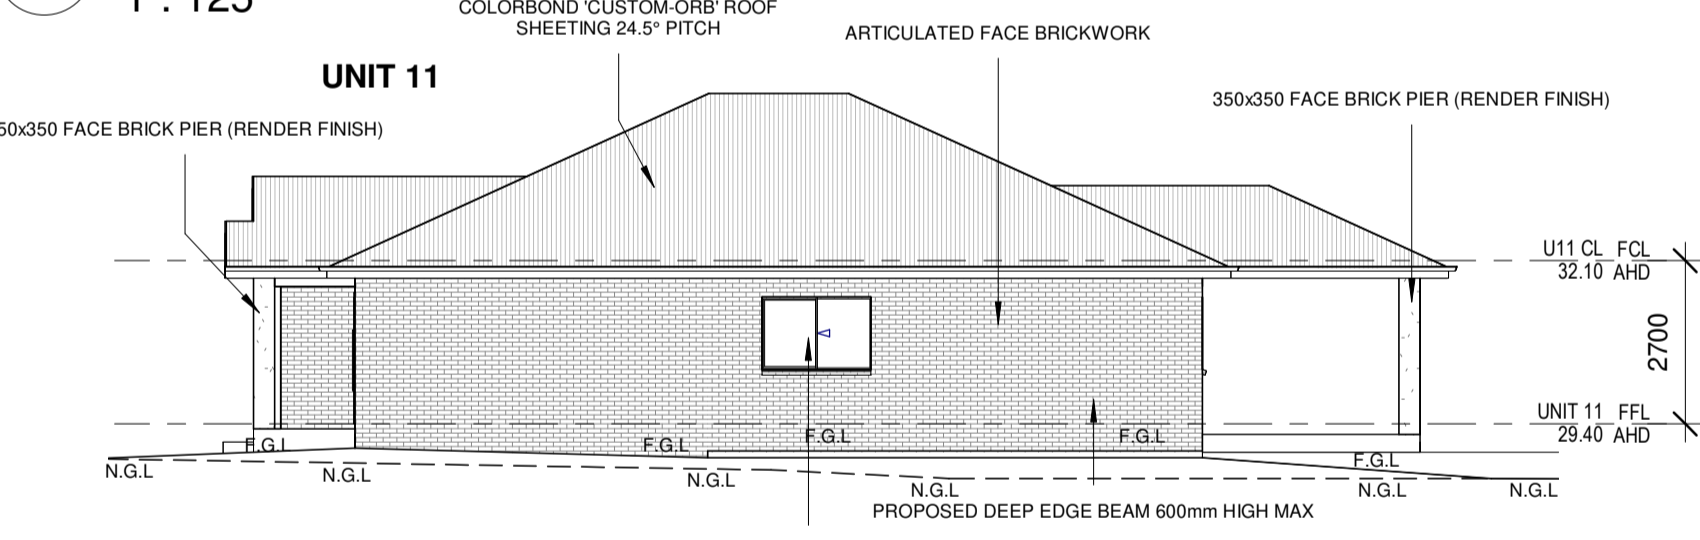 1 : 125
COLORBOND 'CUSTOM-ORB' ROOF
SHEETING 24.5° PITCH
ARTICULATED FACE BRICKWORK
UNIT 11
350x350 FACE BRICK PIER (RENDER FINISH)
50x350 FACE BRICK PIER (RENDER FINISH)
U11 CL FCL
32.10 AHD
2700
UNIT 11 FFL
29.40 AHD
F.G.L
F.G.L
F.G.L
F.G.L
F.G.L
N.G.L
N.G.L
N.G.L
N.G.L
N.G.L
N.G.L
PROPOSED DEEP EDGE BEAM 600mm HIGH MAX